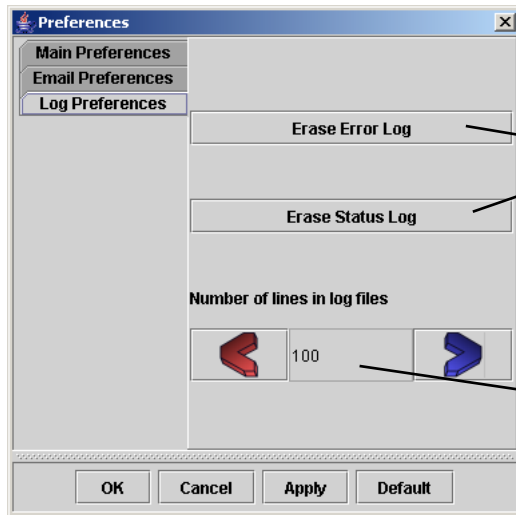 Preferences
Main Preferences
Email Preferences
Log Preferences
Erase Error Log
Erase Status Log
Number of lines in log files
100
OK Cancel Apply Default